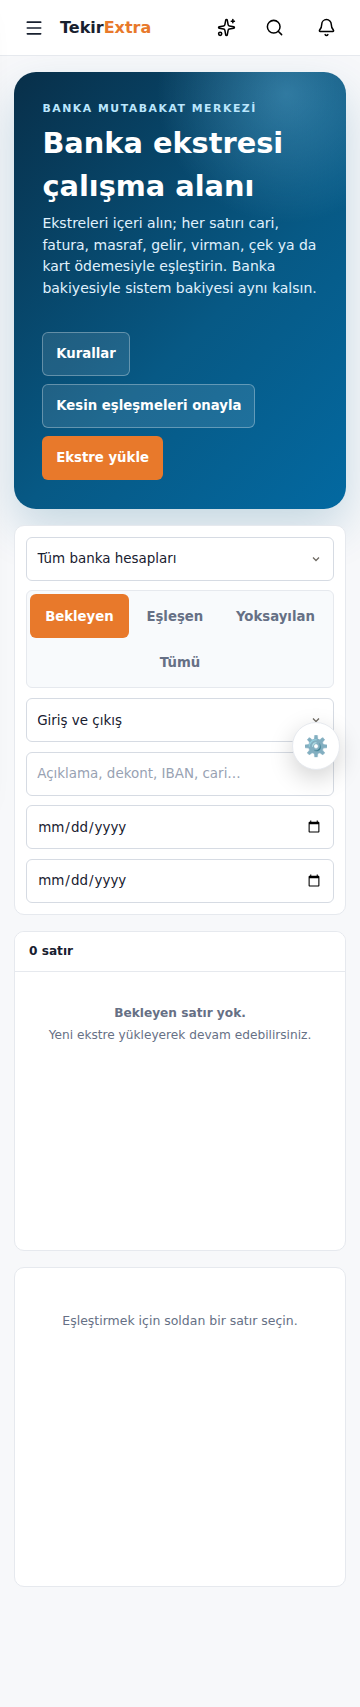 TekirExtra
BANKA MUTABAKAT MERKEZİ
Banka ekstresi
çalışma alanı
Ekstreleri içeri alın; her satırı cari,
fatura, masraf, gelir, virman, çek ya da
kart ödemesiyle eşleştirin. Banka
bakiyesiyle sistem bakiyesi aynı kalsın.
Kurallar
Kesin eşleşmeleri onayla
Ekstre yükle
Tüm banka hesapları
Bekleyen Eşleşen Yoksayılan
Tümü
Giriş ve çıkış
Açıklama, dekont, IBAN, cari...
mm/dd/yyyy
mm/dd/yyyy
0 satır
Bekleyen satır yok.
Yeni ekstre yükleyerek devam edebilirsiniz.
Eşleştirmek için soldan bir satır seçin.